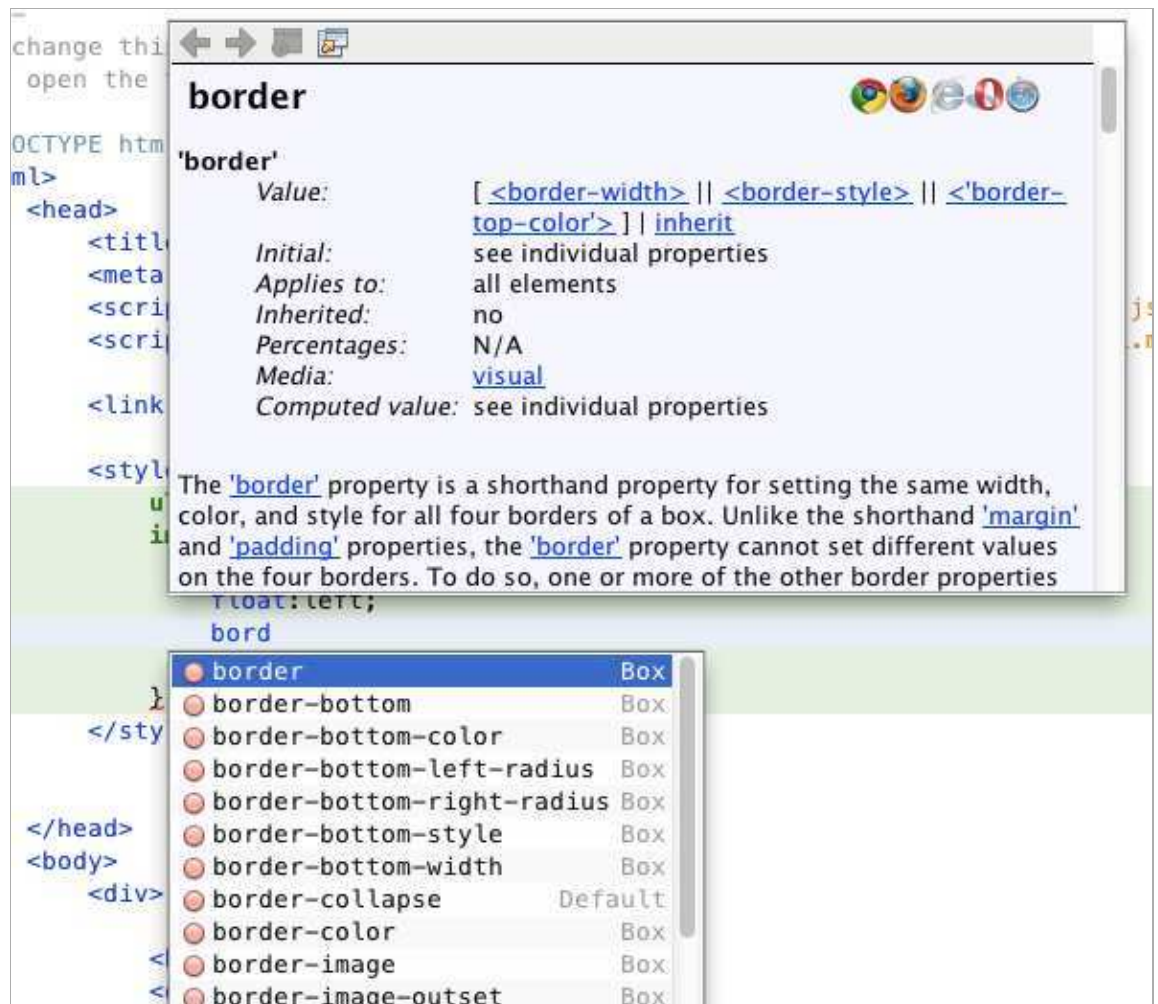 change thi
open the
border
OCTYPE htm
'border'
ml>
Value: [ <border-width> || <border-style> || <'border-
<head>
top-color'> ] | inherit
<titl
Initial: see individual properties
<meta
Applies to: all elements
<scrip
Inherited: no
js
<scrip
Percentages: N/A
Media: visual
<link
Computed value: see individual properties
<style
The 'border' property is a shorthand property for setting the same width,
u
color, and style for all four borders of a box. Unlike the shorthand 'margin'
and 'padding' properties, the 'border' property cannot set different values
on the four borders. To do so, one or more of the other border properties
float:left;
bord
border Box
}
border-bottom Box
</sty
border-bottom-color Box
border-bottom-left-radius Box
border-bottom-right-radius Box
</head>
border-bottom-style Box
<body>
border-bottom-width Box
<div>
border-collapse Default
border-color Box
border-image Box
border-image-outset Box